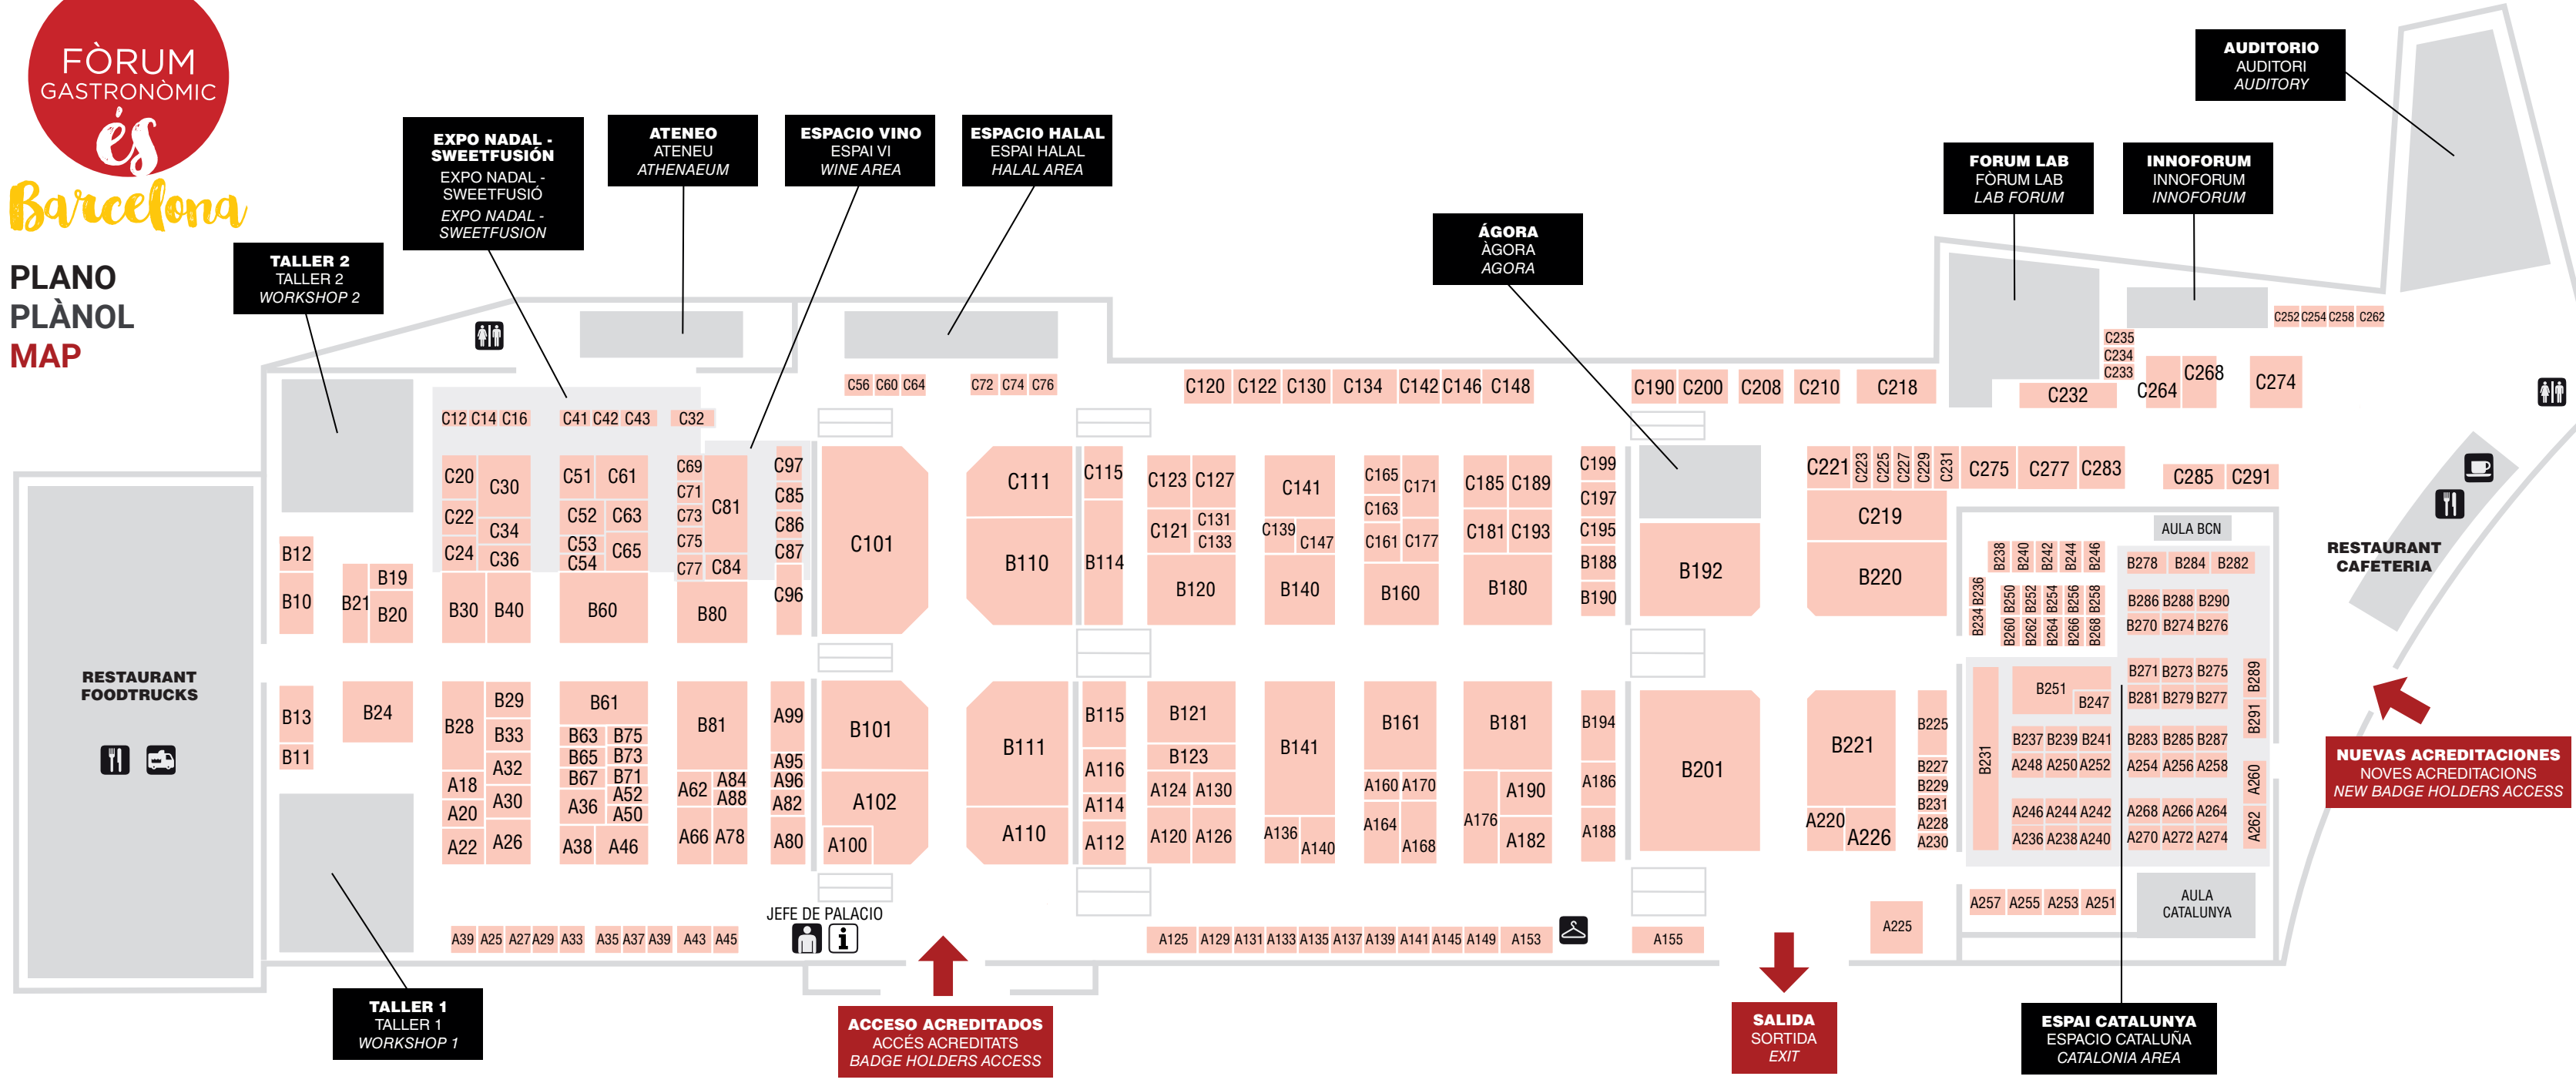 FÒRUM
GASTRONÒMIC
és
Barcelona
PLANO
PLÀNOL
MAP
TALLER 2
TALLER 2
WORKSHOP 2
EXPO NADAL -
SWEETFUSIÓN
EXPO NADAL -
SWEETFUSIÓ
EXPO NADAL -
SWEETFUSION
ATENEO
ATENEU
ATHENAEUM
ESPACIO VINO
ESPAI VI
WINE AREA
ESPACIO HALAL
ESPAI HALAL
HALAL AREA
ÁGORA
ÀGORA
AGORA
FORUM LAB
FÒRUM LAB
LAB FORUM
INNOFORUM
INNOFORUM
INNOFORUM
AUDITORIO
AUDITORI
AUDITORY
C252 C254 C258 C262
C235
C234
C233
C56 C60 C64
C72 C74 C76
C120 C122 C130 C134 C142 C146 C148
C190 C200 C208 C210 C218
C232 C264 C268 C274
C12 C14 C16
C41 C42 C43
C32
C20 C30
C22 C34
C24 C36
C51 C61
C52 C63
C53 C65
C54
C69
C71
C73
C75
C77
C81
C84
C97
C85
C86
C87
C96
C101
C111
B110
C115
B114
C123 C127
C121 C131
C133
B120
C141
C139 C147
B140
C165 C171
C163
C161 C177
B160
C185 C189
C181 C193
B180
C199
C197
C195
B188
B190
B192
C221 C223 C225 C227 C229 C231 C275 C277 C283
C219
B220
C285 C291
B12
B10
B21 B19
B20
B30 B40
B60
B80
AULA BCN
B238 B240 B242 B244 B246
B236
B234
B250 B252 B254 B256 B258
B260 B262 B264 B266 B268
B278 B284 B282
B286 B288 B290
B270 B274 B276
RESTAURANT
CAFETERIA
RESTAURANT
FOODTRUCKS
B13
B11
B24
B28 B29
B33
A18 A32
A20 A30
A22 A26
B61
B63 B75
B65 B73
B67 B71
A36 A52
A50
A38 A46
B81
A62 A84
A88
A66 A78
A99
A95
A96
A82
A80
B101
A102
A100
B111
A110
B115
A116
A114
A112
B121
B123
A124 A130
A120 A126
B141
A136 A140
B161
A160 A170
A164 A168
B181
A176 A190
A182
B194
A186
A188
B201
B221
A220 A226
B225
B227
B229
B231
A228
A230
B231
B251
B247
B237 B239 B241
A248 A250 A252
A246 A244 A242
A236 A238 A240
B271 B273 B275
B281 B279 B277
B283 B285 B287
A254 A256 A258
A268 A266 A264
A270 A272 A274
B289
B291
A260
A262
NUEVAS ACREDITACIONES
NOVES ACREDITACIONS
NEW BADGE HOLDERS ACCESS
A257 A255 A253 A251
AULA
CATALUNYA
A225
JEFE DE PALACIO
i
A39 A25 A27 A29 A33 A35 A37 A39 A43 A45
A125 A129 A131 A133 A135 A137 A139 A141 A145 A149 A153
A155
TALLER 1
TALLER 1
WORKSHOP 1
ACCESO ACREDITADOS
ACCÉS ACREDITATS
BADGE HOLDERS ACCESS
SALIDA
SORTIDA
EXIT
ESPAI CATALUNYA
ESPACIO CATALUÑA
CATALONIA AREA